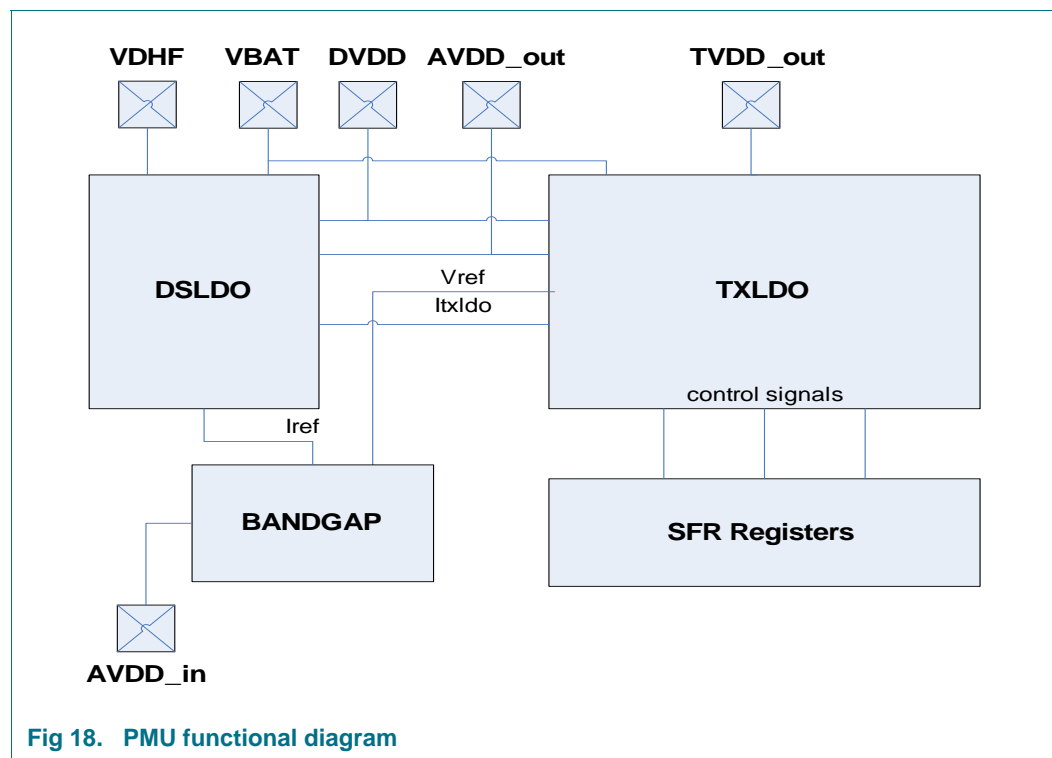 VDHF VBAT DVDD AVDD_out TVDD_out
DSLDO
Vref
Itxldo
TXLDO
control signals
Iref
BANDGAP
SFR Registers
AVDD_in
Fig 18. PMU functional diagram